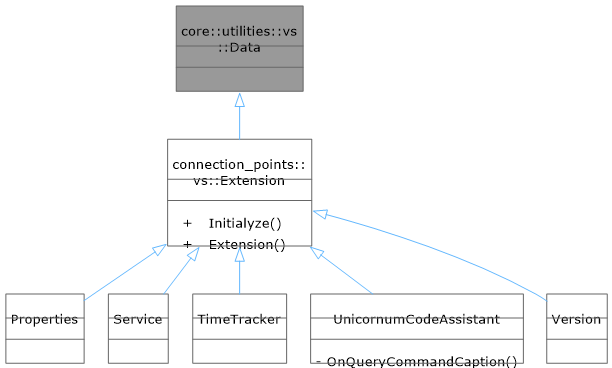 core::utilities::vs
::Data
connection_points::
vs::Extension
+ Initialyze()
+ Extension()
Properties
Service
TimeTracker
UnicornumCodeAssistant
Version
- OnQueryCommandCaption()